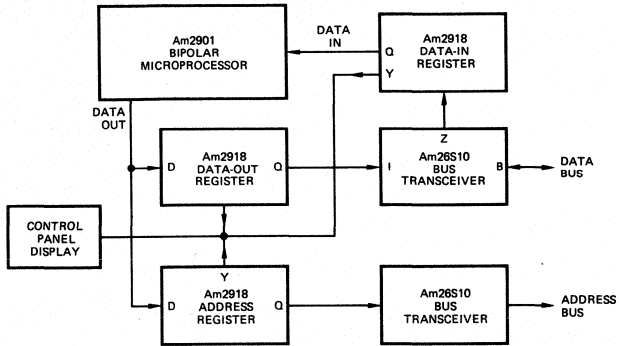 Am2901
BIPOLAR
MICROPROCESSOR
DATA
IN
Q
Y
Am2918
DATA-IN
REGISTER
DATA
OUT
Z
D
Am2918
DATA-OUT
REGISTER
Q
I
Am26S10
BUS
TRANSCEIVER
B
DATA
BUS
CONTROL
PANEL
DISPLAY
Y
D
Am2918
ADDRESS
REGISTER
Q
Am26S10
BUS
TRANSCEIVER
ADDRESS
BUS